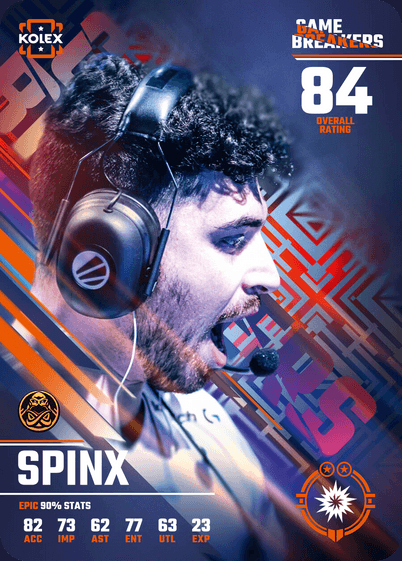 KOLEX
GAME
BREAKERS
84
OVERALL
RATING
SPINX
EPIC 90% STATS
82 73 62 77 63 23
ACC IMP AST ENT UTL EXP